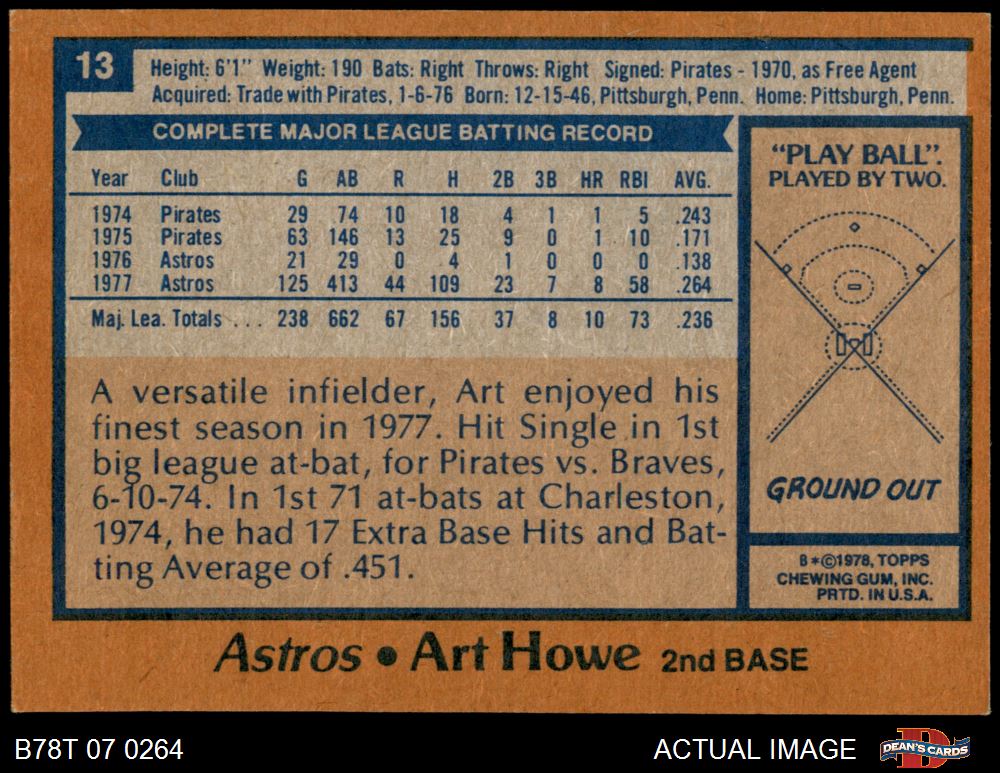 13
Height: 6'1" Weight: 190 Bats: Right Throws: Right Signed: Pirates - 1970, as Free Agent
Acquired: Trade with Pirates, 1-6-76 Born: 12-15-46, Pittsburgh, Penn. Home: Pittsburgh, Penn.
COMPLETE MAJOR LEAGUE BATTING RECORD
Year Club G AB R H 2B 3B HR RBI AVG.
1974 Pirates 29 74 10 18 4 1 1 5 .243
1975 Pirates 63 146 13 25 9 0 1 10 .171
1976 Astros 21 29 0 4 1 0 0 0 .138
1977 Astros 125 413 44 109 23 7 8 58 .264
Maj. Lea. Totals ... 238 662 67 156 37 8 10 73 .236
A versatile infielder, Art enjoyed his
finest season in 1977. Hit Single in 1st
big league at-bat, for Pirates vs. Braves,
6-10-74. In 1st 71 at-bats at Charleston,
1974, he had 17 Extra Base Hits and Bat-
ting Average of .451.
"PLAY BALL".
PLAYED BY TWO.
GROUND OUT
B*©1978, TOPPS
CHEWING GUM, INC.
PRTD. IN U.S.A.
Astros • Art Howe 2nd BASE
B78T 07 0264
ACTUAL IMAGE
DEAN'S CARDS